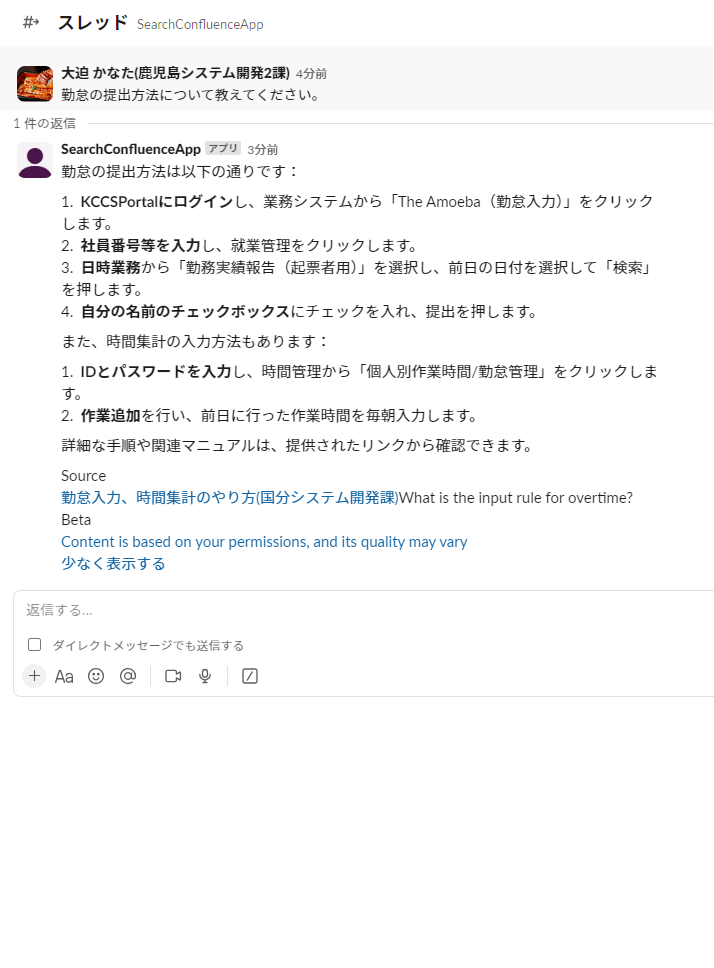 スレッド SearchConfluenceApp
大迫 かなた(鹿児島システム開発2課) 4分前
勤怠の提出方法について教えてください。
1 件の返信
SearchConfluenceApp アプリ 3分前
勤怠の提出方法は以下の通りです：
1. KCCSPortalにログインし、業務システムから「The Amoeba（勤怠入力）」をクリック
します。
2. 社員番号等を入力し、就業管理をクリックします。
3. 日時業務から「勤務実績報告（起票者用）」を選択し、前日の日付を選択して「検索」
を押します。
4. 自分の名前のチェックボックスにチェックを入れ、提出を押します。
また、時間集計の入力方法もあります：
1. IDとパスワードを入力し、時間管理から「個人別作業時間/勤怠管理」をクリックしま
す。
2. 作業追加を行い、前日に行った作業時間を毎朝入力します。
詳細な手順や関連マニュアルは、提供されたリンクから確認できます。
Source
勤怠入力、時間集計のやり方(国分システム開発課)What is the input rule for overtime?
Beta
Content is based on your permissions, and its quality may vary
少なく表示する
返信する...
ダイレクトメッセージでも送信する
Aa